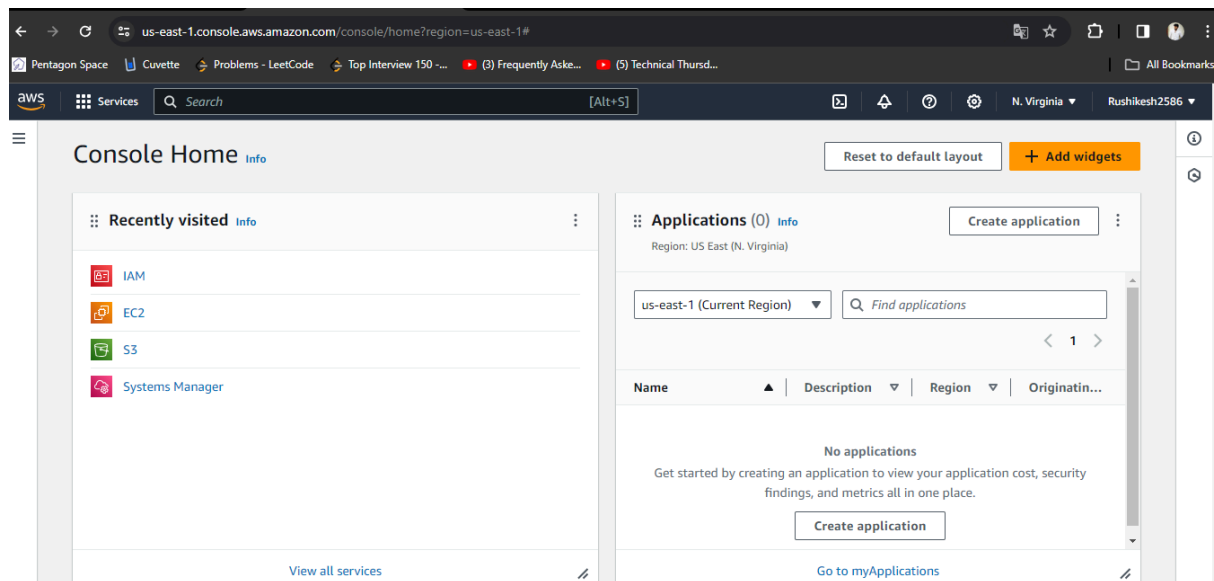 us-east-1.console.aws.amazon.com/console/home?region=us-east-1#
Pentagon Space Cuvette Problems - LeetCode Top Interview 150 -... (3) Frequently Aske... (5) Technical Thursd... All Bookmarks
aws Services Search [Alt+S] N. Virginia Rushikesh2586
Console Home Info Reset to default layout + Add widgets
Recently visited Info
IAM
EC2
S3
Systems Manager
View all services
Applications (0) Info Create application
Region: US East (N. Virginia)
us-east-1 (Current Region) Find applications
1
Name Description Region Originatin...
No applications
Get started by creating an application to view your application cost, security
findings, and metrics all in one place.
Create application
Go to myApplications